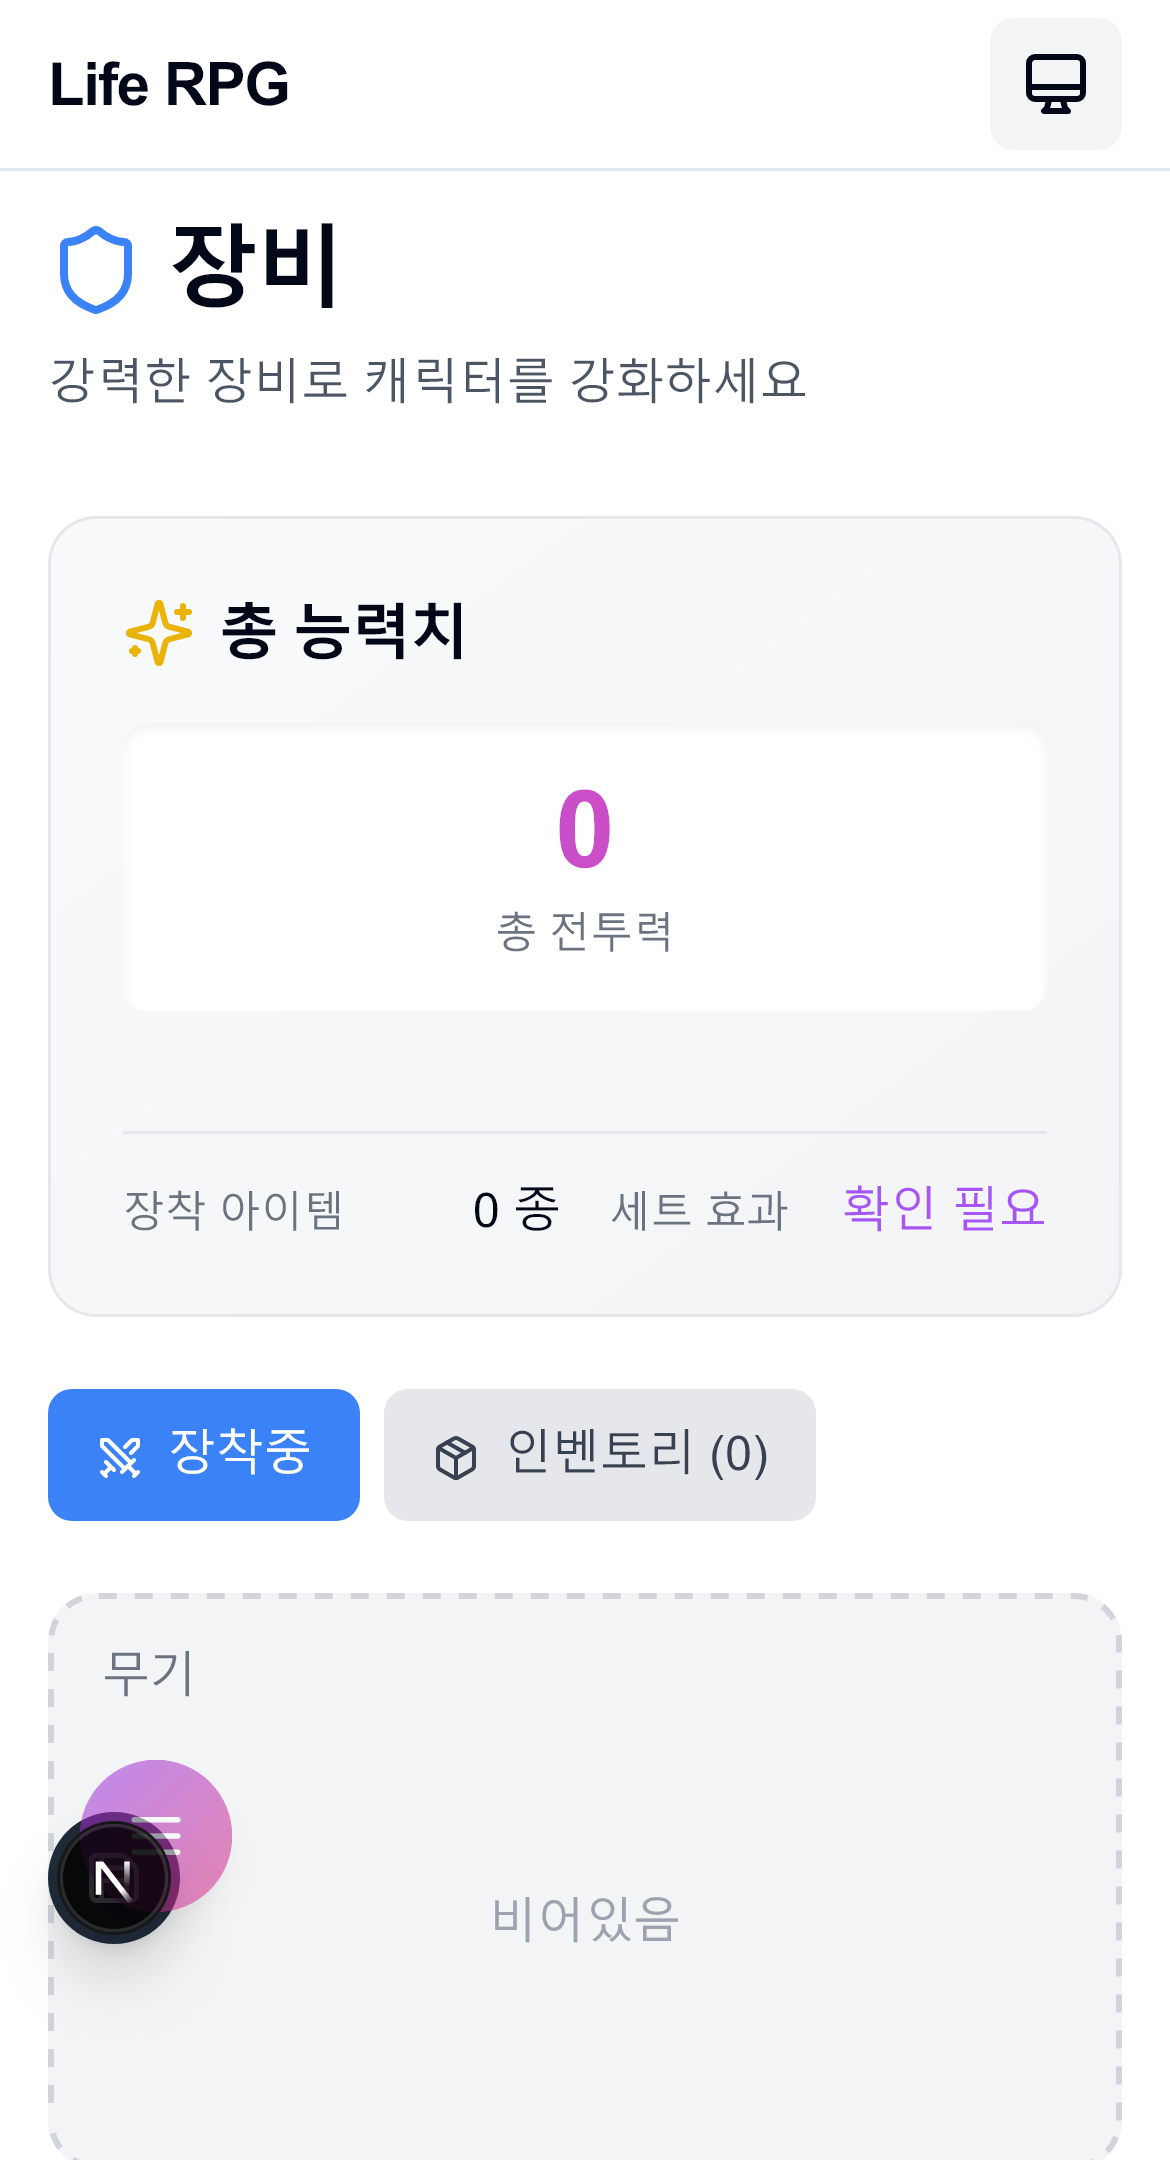 Life RPG
장비
강력한 장비로 캐릭터를 강화하세요
총 능력치
0
총 전투력
장착 아이템 0 종 세트 효과 확인 필요
장착중 인벤토리 (0)
무기
N
비어있음